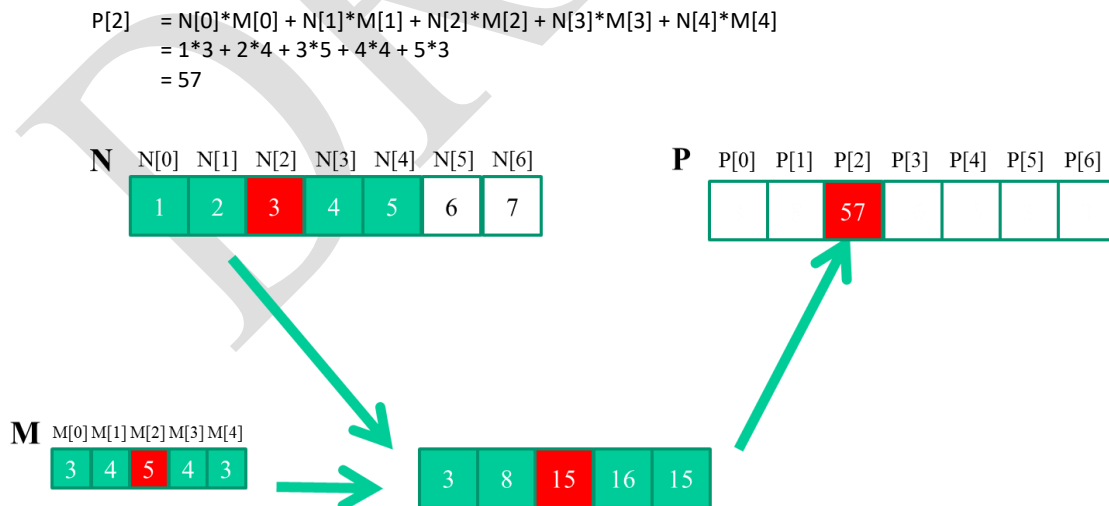 P[2] = N[0]*M[0] + N[1]*M[1] + N[2]*M[2] + N[3]*M[3] + N[4]*M[4]
= 1*3 + 2*4 + 3*5 + 4*4 + 5*3
= 57
N N[0] N[1] N[2] N[3] N[4] N[5] N[6]
1 2 3 4 5 6 7
P P[0] P[1] P[2] P[3] P[4] P[5] P[6]
57
M M[0] M[1] M[2] M[3] M[4]
3 4 5 4 3
3 8 15 16 15